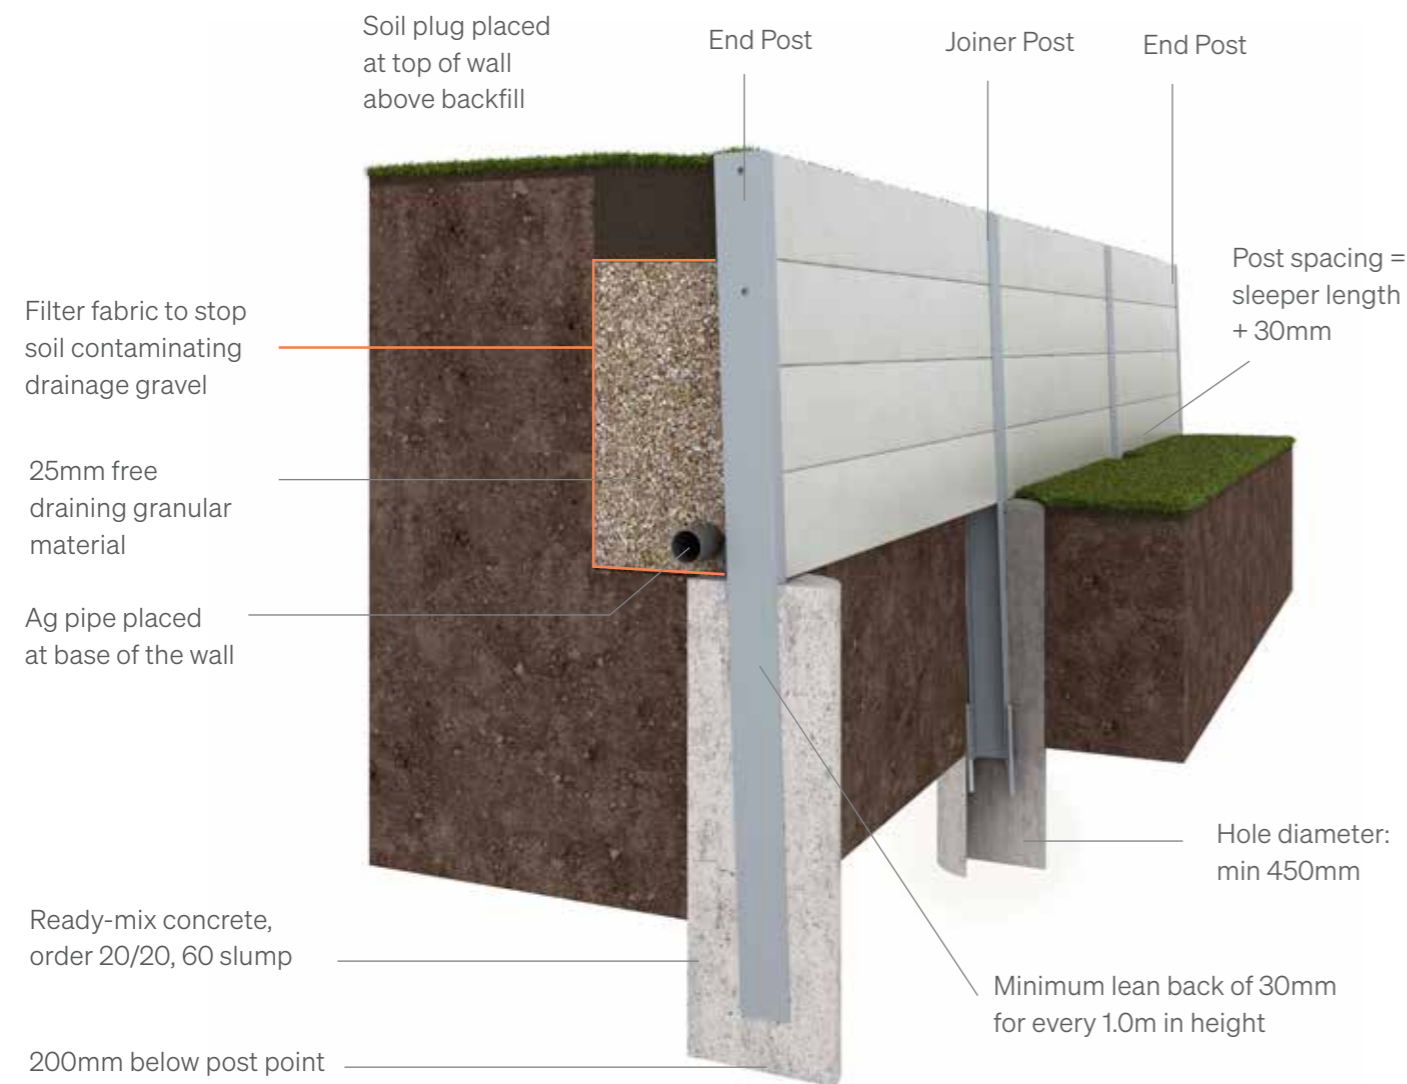 Soil plug placed
at top of wall
above backfill
End Post
Joiner Post
End Post
Post spacing =
sleeper length
+ 30mm
Filter fabric to stop
soil contaminating
drainage gravel
25mm free
draining granular
material
Ag pipe placed
at base of the wall
Hole diameter:
min 450mm
Ready-mix concrete,
order 20/20, 60 slump
Minimum lean back of 30mm
for every 1.0m in height
200mm below post point